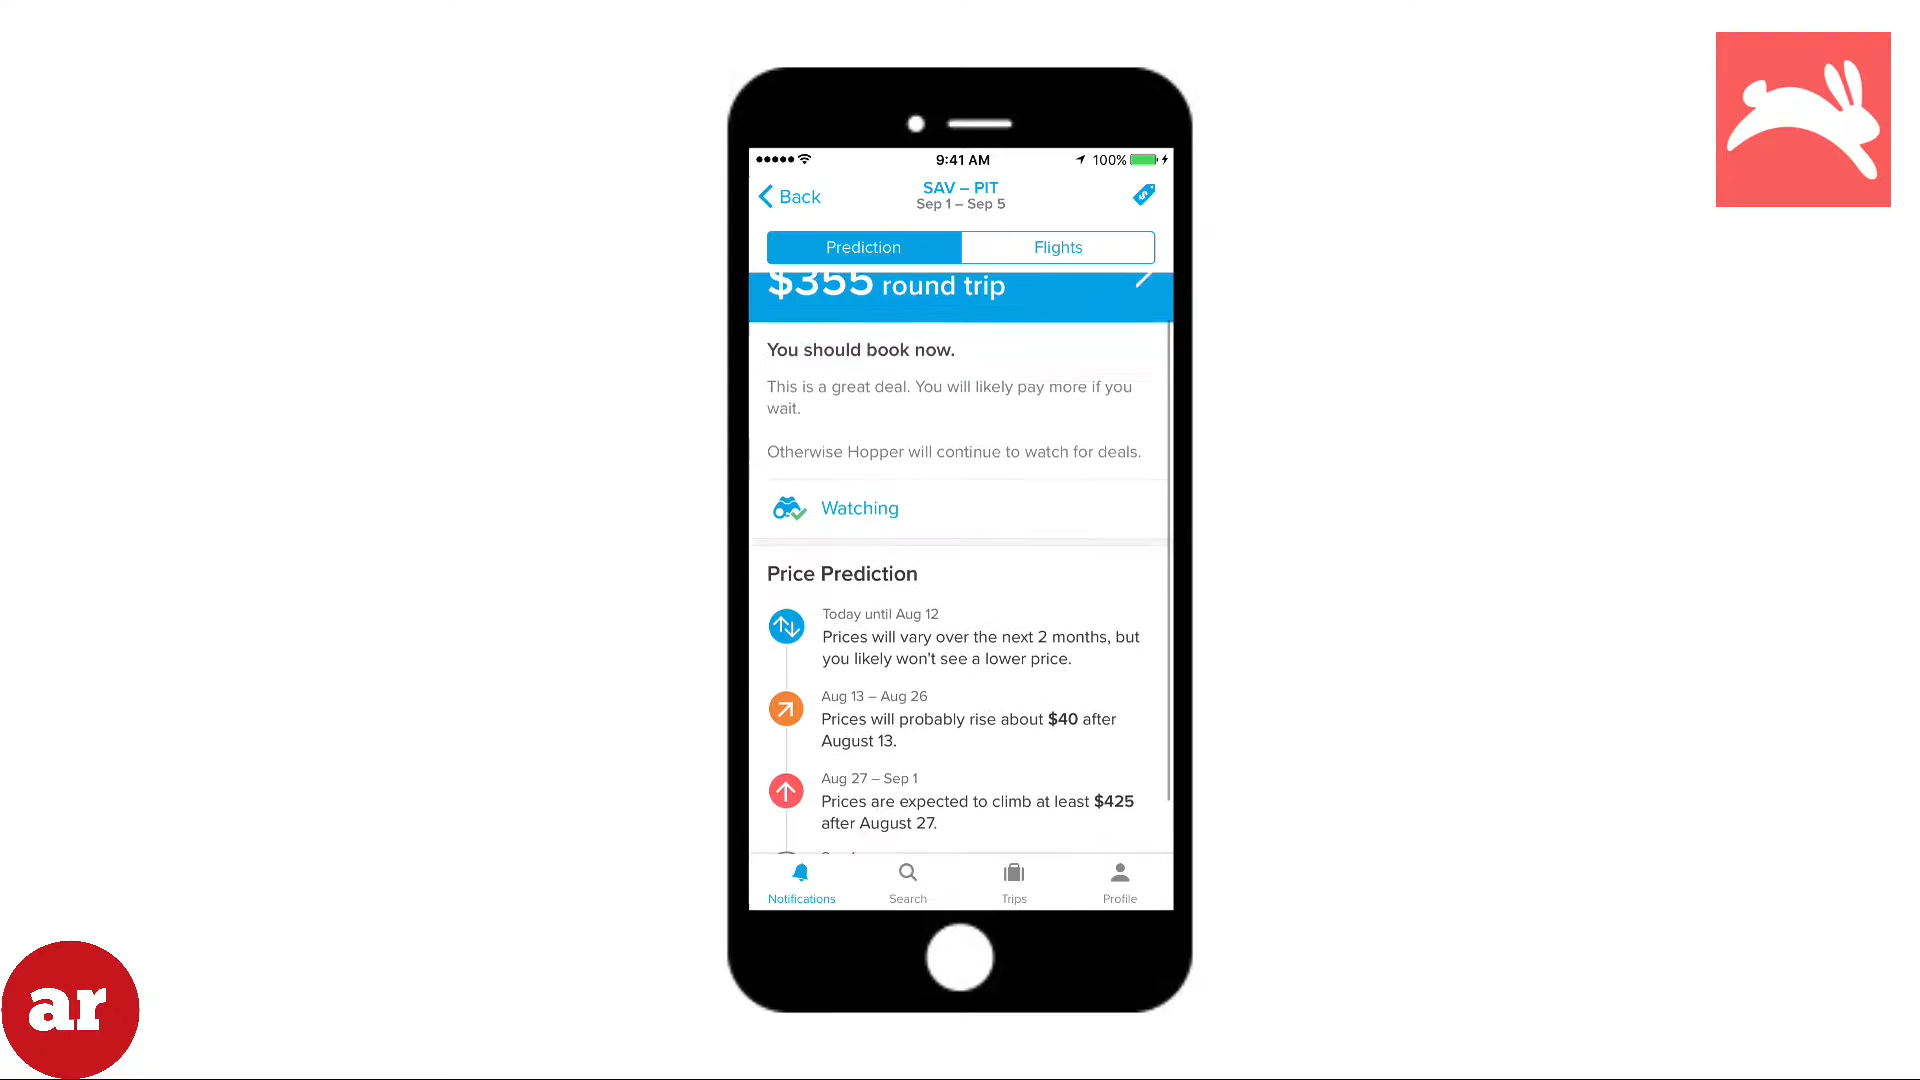 9:41 AM
100%
Back
SAV – PIT
Sep 1 – Sep 5
Prediction
Flights
$355 round trip
You should book now.
This is a great deal. You will likely pay more if you
wait.
Otherwise Hopper will continue to watch for deals.
Watching
Price Prediction
Today until Aug 12
Prices will vary over the next 2 months, but
you likely won't see a lower price.
Aug 13 – Aug 26
Prices will probably rise about $40 after
August 13.
Aug 27 – Sep 1
Prices are expected to climb at least $425
after August 27.
Notifications
Search
Trips
Profile
ar